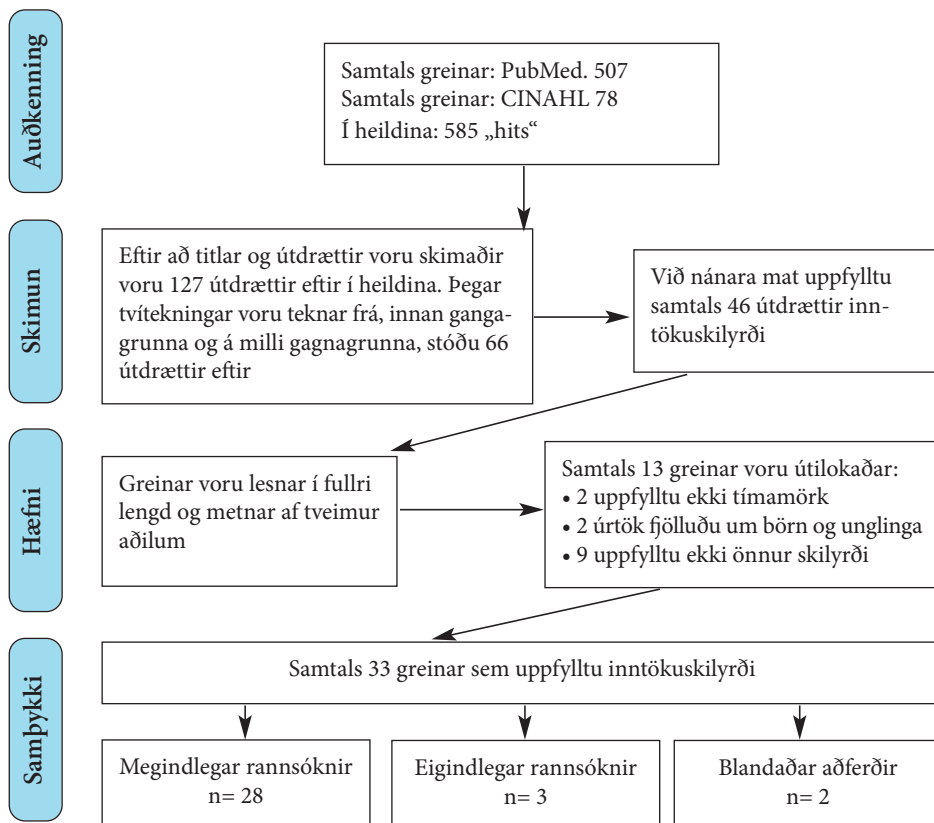 Auðkenning
Samtals greinar: PubMed. 507
Samtals greinar: CINAHL 78
Í heildina: 585 „hits“
Skimun
Eftir að titlar og útdrættir voru skimaðir
voru 127 útdrættir eftir í heildina. Þegar
tvítekningar voru teknar frá, innan ganga-
grunna og á milli gagnagrunna, stóðu 66
útdrættir eftir
Við nánara mat uppfylltu
samtals 46 útdrættir inn-
tökuskilyrði
Hæfni
Greinar voru lesnar í fullri
lengd og metnar af tveimur
aðilum
Samtals 13 greinar voru útilokaðar:
• 2 uppfylltu ekki tímamörk
• 2 úrtök fjölluðu um börn og unglinga
• 9 uppfylltu ekki önnur skilyrði
Samþykki
Samtals 33 greinar sem uppfylltu inntökuskilyrði
Megindlegar rannsóknir
n= 28
Eigindlegar rannsóknir
n= 3
Blandaðar aðferðir
n= 2